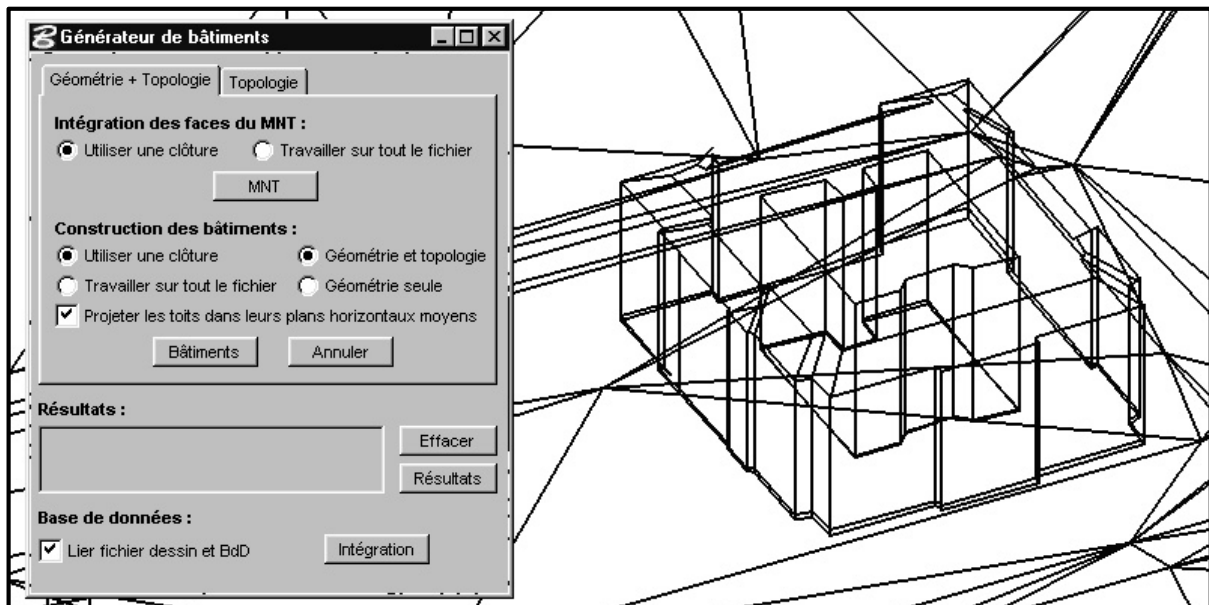 Générateur de bâtiments
Géométrie + Topologie Topologie
Intégration des faces du MNT :
Utiliser une clôture Travailler sur tout le fichier
MNT
Construction des bâtiments :
Utiliser une clôture Géométrie et topologie
Travailler sur tout le fichier Géométrie seule
Projeter les toits dans leurs plans horizontaux moyens
Bâtiments Annuler
Résultats :
Effacer
Résultats
Base de données :
Lier fichier dessin et BdD Intégration